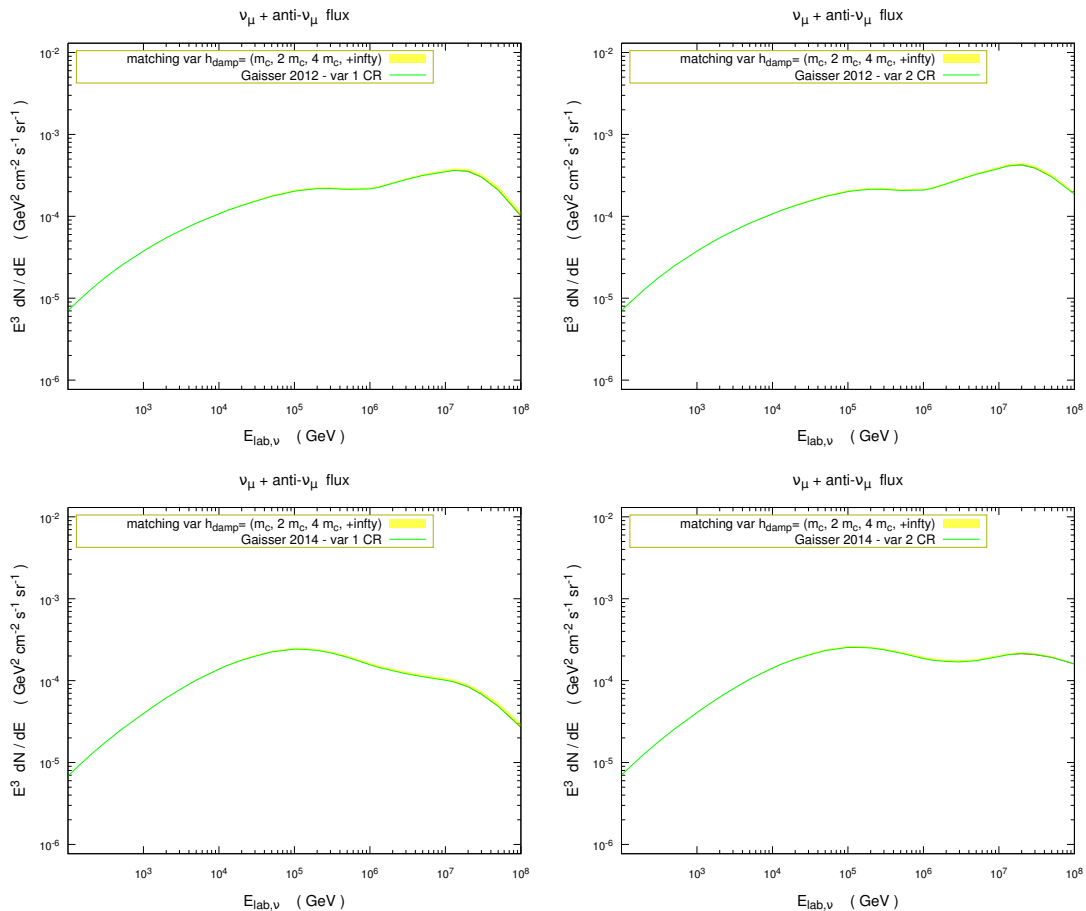 ν_μ + anti-ν_μ flux
matching var h_damp= (m_c, 2 m_c, 4 m_c, +infty)
Gaisser 2012 - var 1 CR
E^3 dN / dE ( GeV^2 cm^-2 s^-1 sr^-1 )
10^-2
10^-3
10^-4
10^-5
10^-6
10^3 10^4 10^5 10^6 10^7 10^8
E_lab,ν ( GeV )
ν_μ + anti-ν_μ flux
matching var h_damp= (m_c, 2 m_c, 4 m_c, +infty)
Gaisser 2012 - var 2 CR
E^3 dN / dE ( GeV^2 cm^-2 s^-1 sr^-1 )
10^-2
10^-3
10^-4
10^-5
10^-6
10^3 10^4 10^5 10^6 10^7 10^8
E_lab,ν ( GeV )
ν_μ + anti-ν_μ flux
matching var h_damp= (m_c, 2 m_c, 4 m_c, +infty)
Gaisser 2014 - var 1 CR
E^3 dN / dE ( GeV^2 cm^-2 s^-1 sr^-1 )
10^-2
10^-3
10^-4
10^-5
10^-6
10^3 10^4 10^5 10^6 10^7 10^8
E_lab,ν ( GeV )
ν_μ + anti-ν_μ flux
matching var h_damp= (m_c, 2 m_c, 4 m_c, +infty)
Gaisser 2014 - var 2 CR
E^3 dN / dE ( GeV^2 cm^-2 s^-1 sr^-1 )
10^-2
10^-3
10^-4
10^-5
10^-6
10^3 10^4 10^5 10^6 10^7 10^8
E_lab,ν ( GeV )